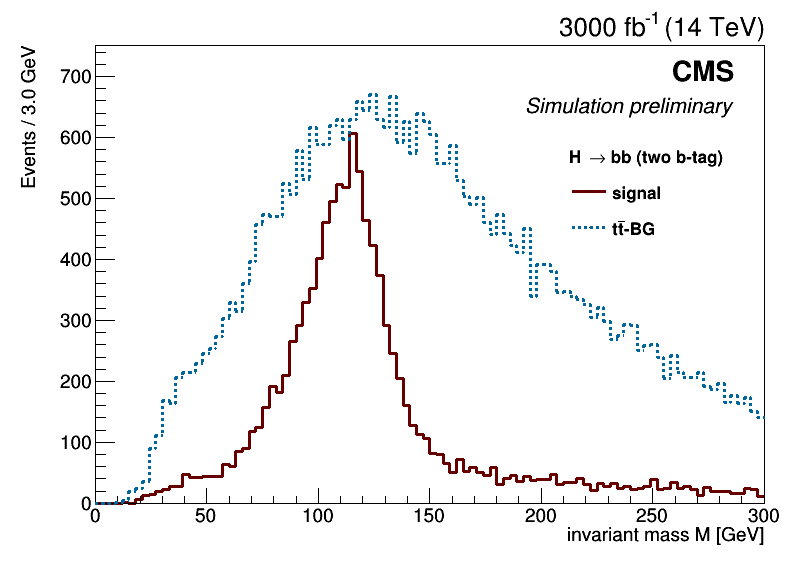 3000 fb-1 (14 TeV)
Events / 3.0 GeV
CMS
Simulation preliminary
H → bb (two b-tag)
signal
tt̄-BG
700
600
500
400
300
200
100
0
0 50 100 150 200 250 300
invariant mass M [GeV]